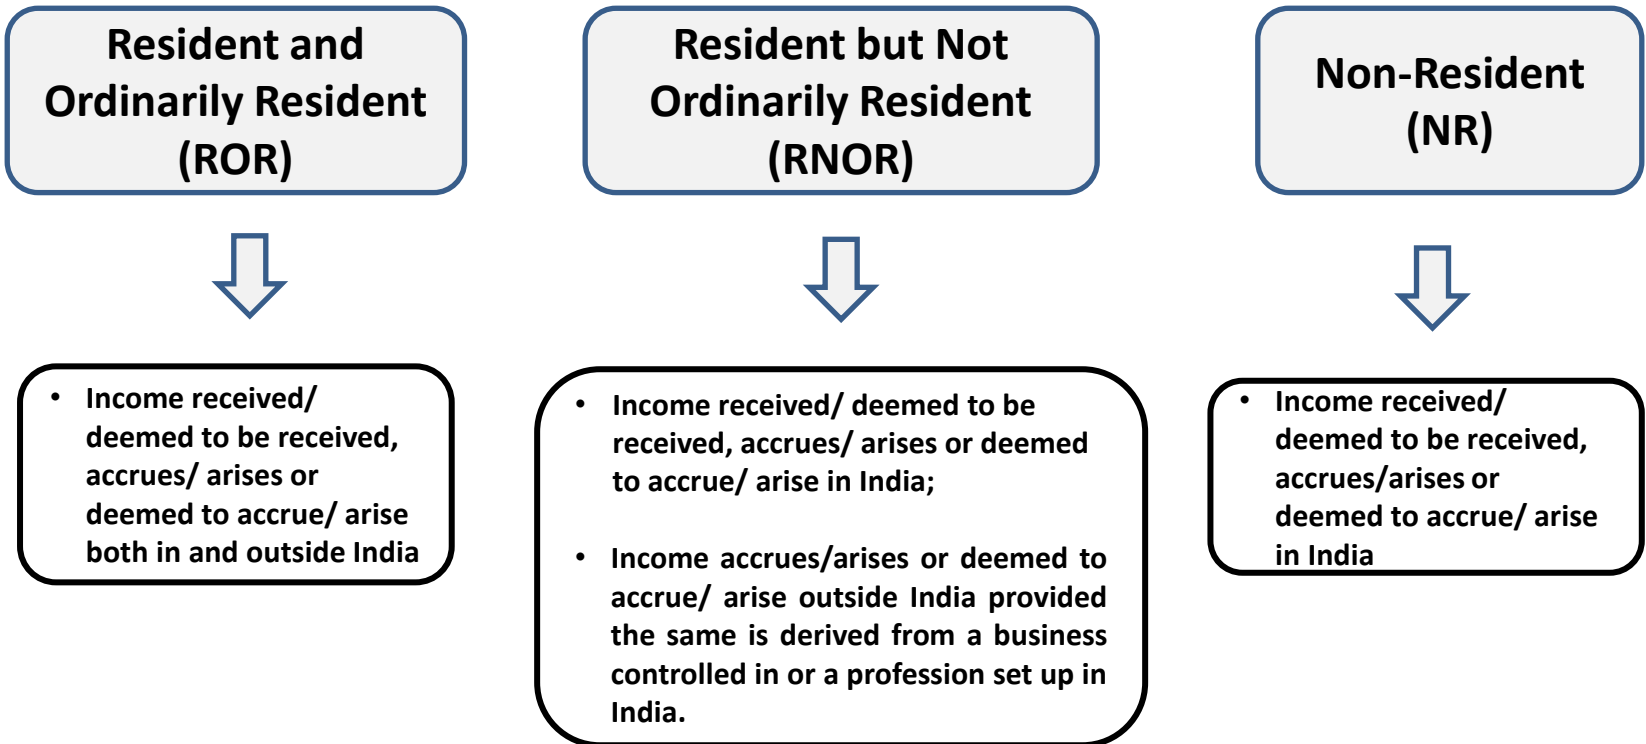 Resident and
Ordinarily Resident
(ROR)
Resident but Not
Ordinarily Resident
(RNOR)
Non-Resident
(NR)
• Income received/
deemed to be received,
accrues/ arises or
deemed to accrue/ arise
both in and outside India
• Income received/ deemed to be
received, accrues/ arises or deemed
to accrue/ arise in India;
• Income accrues/arises or deemed to
accrue/ arise outside India provided
the same is derived from a business
controlled in or a profession set up in
India.
• Income received/
deemed to be received,
accrues/arises or
deemed to accrue/ arise
in India